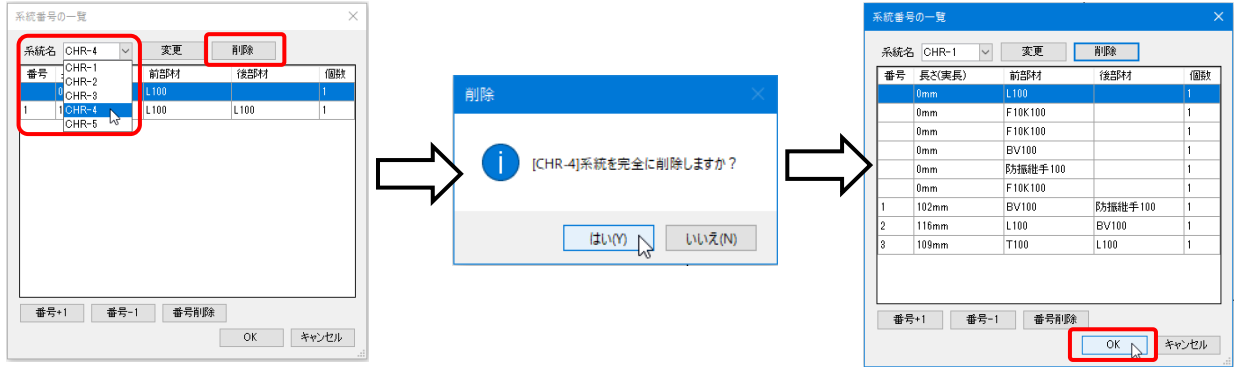 系統番号の一覧
系統名 CHR-4 変更 削除
番号 前部材 後部材 個数
CHR-1
CHR-2
CHR-3
CHR-4
CHR-5
0 L100 1
1 1 L100 L100 1
番号+1 番号-1 番号削除
OK キャンセル
削除
[CHR-4]系統を完全に削除しますか？
はい(Y) いいえ(N)
系統番号の一覧
系統名 CHR-1 変更 削除
番号 長さ(実長) 前部材 後部材 個数
0mm L100 1
0mm F10K100 1
0mm F10K100 1
0mm BV100 1
0mm 防振継手100 1
0mm F10K100 1
1 102mm BV100 防振継手100 1
2 116mm L100 BV100 1
3 109mm T100 L100 1
番号+1 番号-1 番号削除
OK キャンセル